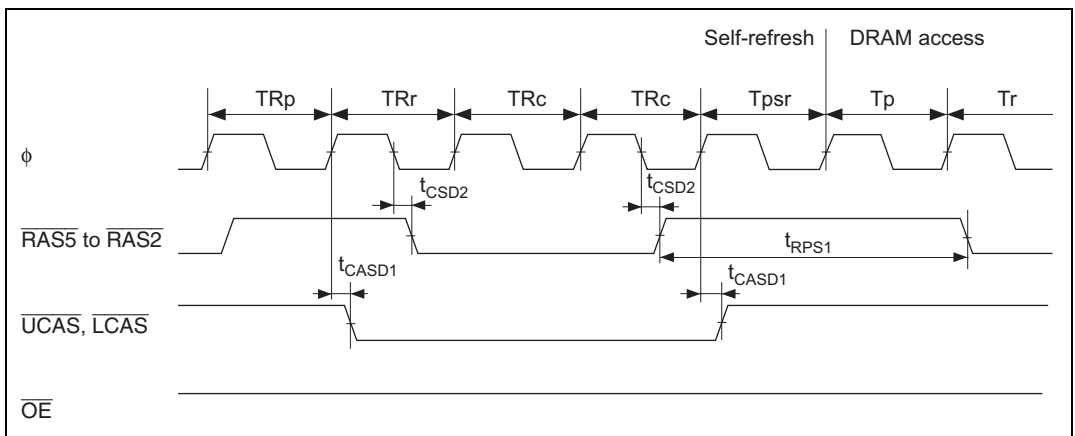 Self-refresh DRAM access
TRp TRr TRc TRc Tpsr Tp Tr
ϕ
tCSD2 tCSD2
RAS5 to RAS2
tRPS1
tCASD1 tCASD1
UCAS, LCAS
OE